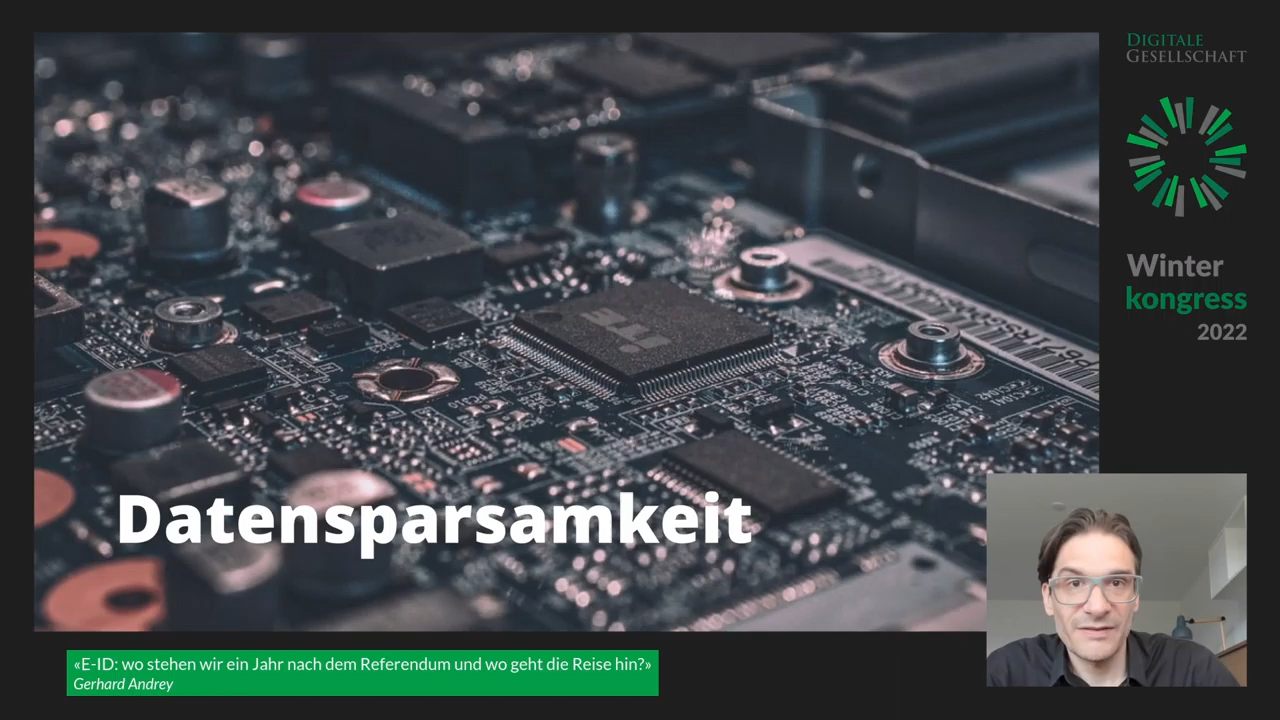 DIGITALE
GESELLSCHAFT
Winter
kongress
2022
Datensparsamkeit
«E-ID: wo stehen wir ein Jahr nach dem Referendum und wo geht die Reise hin?»
Gerhard Andrey